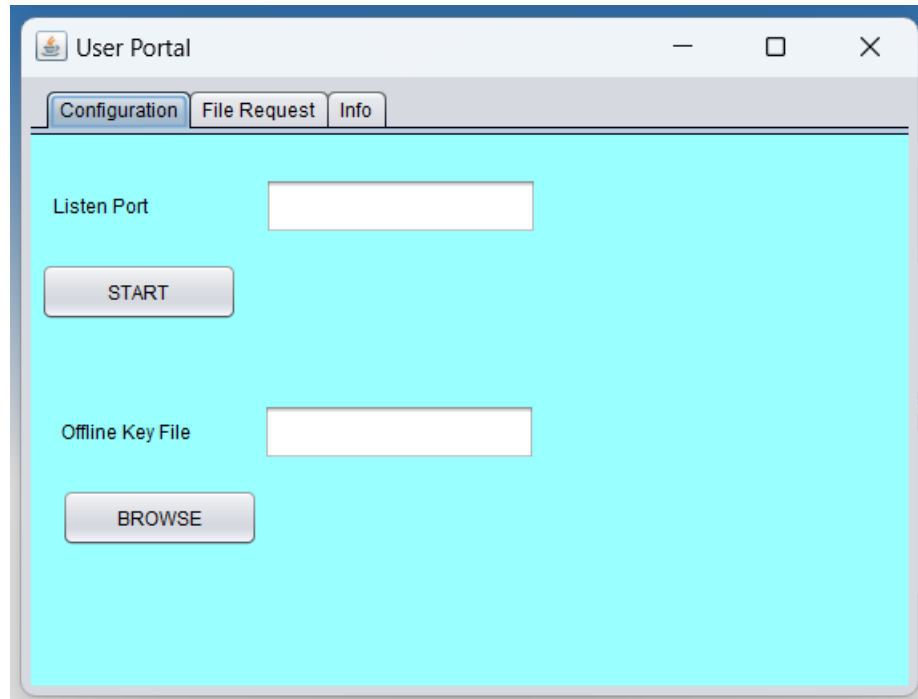 User Portal
Configuration File Request Info
Listen Port
START
Offline Key File
BROWSE